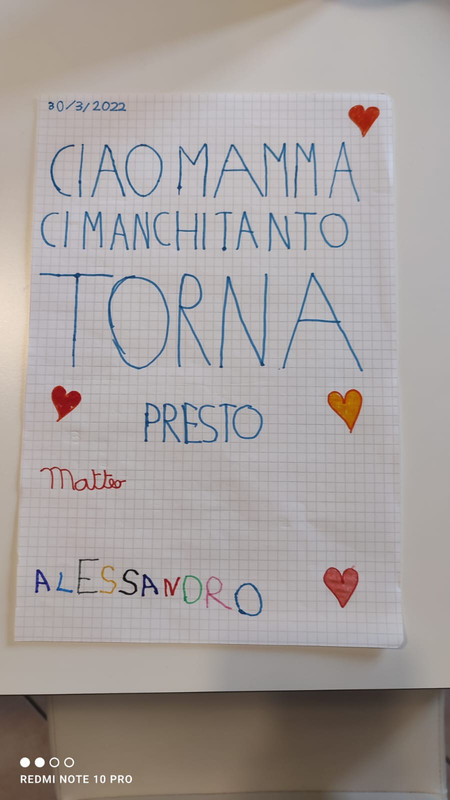 30/3/2022
CIAO MAMMA
CI MANCHI TANTO
TORNA
PRESTO
Matteo
ALESSANDRO
REDMI NOTE 10 PRO